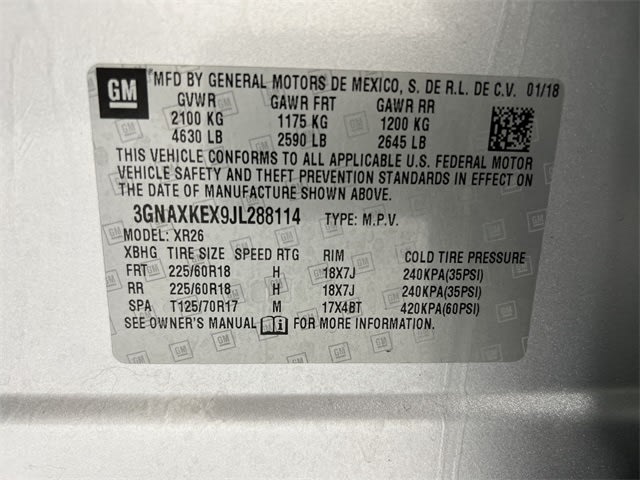 GM MFD BY GENERAL MOTORS DE MEXICO, S. DE R.L. DE C.V. 01/18
GVWR GAWR FRT GAWR RR
2100 KG 1175 KG 1200 KG
4630 LB 2590 LB 2645 LB
THIS VEHICLE CONFORMS TO ALL APPLICABLE U.S. FEDERAL MOTOR
VEHICLE SAFETY AND THEFT PREVENTION STANDARDS IN EFFECT ON
THE DATE OF MANUFACTURE SHOWN ABOVE.
3GNAXKEX9JL288114 TYPE: M.P.V.
MODEL: XR26
XBHG TIRE SIZE SPEED RTG RIM COLD TIRE PRESSURE
FRT 225/60R18 H 18X7J 240KPA(35PSI)
RR 225/60R18 H 18X7J 240KPA(35PSI)
SPA T125/70R17 M 17X4BT 420KPA(60PSI)
SEE OWNER'S MANUAL FOR MORE INFORMATION